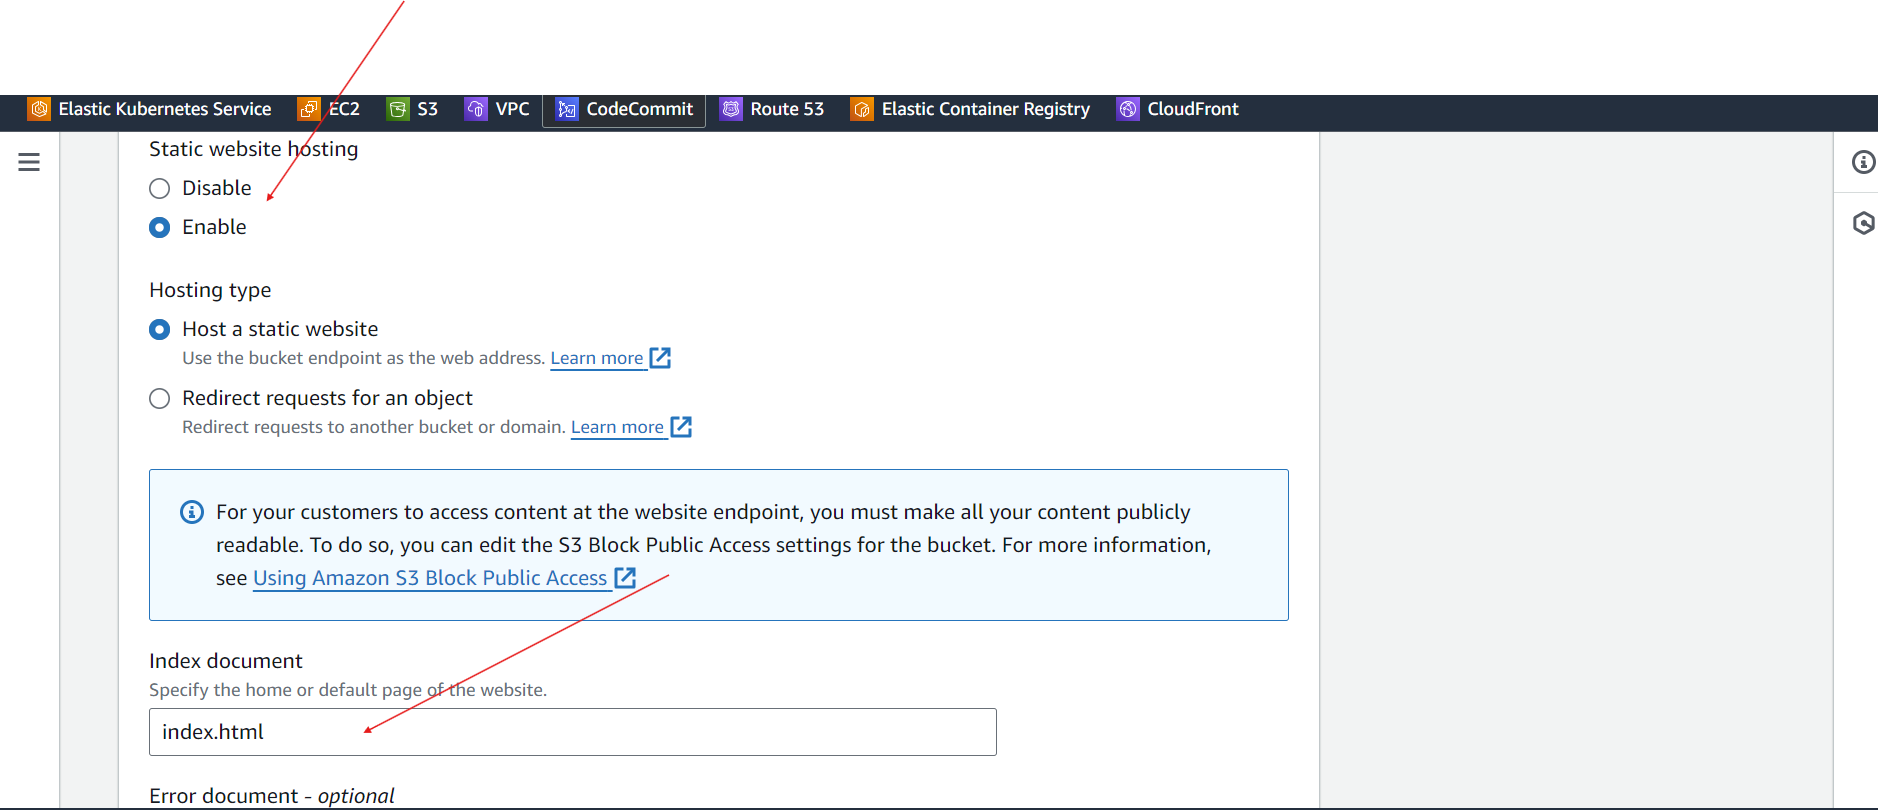 Elastic Kubernetes Service EC2 S3 VPC CodeCommit Route 53 Elastic Container Registry CloudFront
Static website hosting
Disable
Enable
Hosting type
Host a static website
Use the bucket endpoint as the web address. Learn more
Redirect requests for an object
Redirect requests to another bucket or domain. Learn more
For your customers to access content at the website endpoint, you must make all your content publicly
readable. To do so, you can edit the S3 Block Public Access settings for the bucket. For more information,
see Using Amazon S3 Block Public Access
Index document
Specify the home or default page of the website.
index.html
Error document - optional